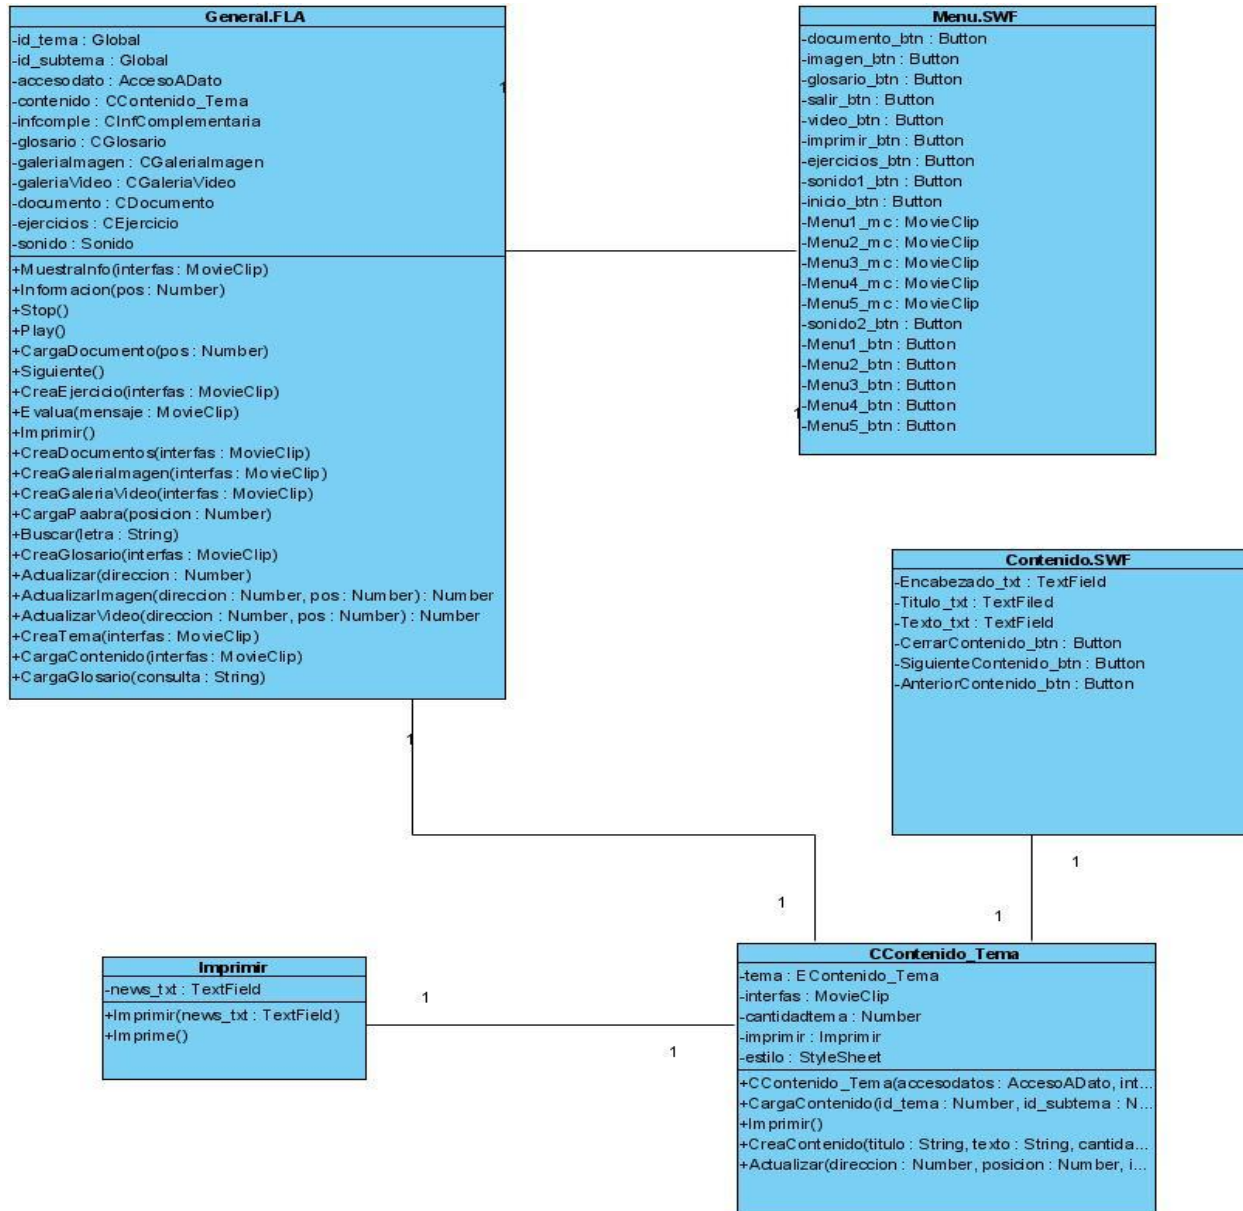 General.FLA
-id_tema : Global
-id_subtema : Global
-accesodato : AccesoADato
-contenido : CContenido_Tema
-infcomple : CInfComplementaria
-glosario : CGlosario
-galeriaImagen : CGaleriaImagen
-galeriaVideo : CGaleriaVideo
-documento : CDocumento
-ejercicios : CEjercicio
-sonido : Sonido
+MuestraInfo(interfas : MovieClip)
+Informacion(pos : Number)
+Stop()
+Play()
+CargaDocumento(pos : Number)
+Siguiente()
+CreaEjercicio(interfas : MovieClip)
+Evalua(mensaje : MovieClip)
+Imprimir()
+CreaDocumentos(interfas : MovieClip)
+CreaGaleriaImagen(interfas : MovieClip)
+CreaGaleriaVideo(interfas : MovieClip)
+CargaPaabra(posicion : Number)
+Buscar(letra : String)
+CreaGlosario(interfas : MovieClip)
+Actualizar(direccion : Number)
+ActualizarImagen(direccion : Number, pos : Number) : Number
+ActualizarVideo(direccion : Number, pos : Number) : Number
+CreaTema(interfas : MovieClip)
+CargaContenido(interfas : MovieClip)
+CargaGlosario(consulta : String)
1
Menu.SWF
-documento_btn : Button
-imagen_btn : Button
-glosario_btn : Button
-salir_btn : Button
-video_btn : Button
-imprimir_btn : Button
-ejercicios_btn : Button
-sonido1_btn : Button
-inicio_btn : Button
-Menu1_mc : MovieClip
-Menu2_mc : MovieClip
-Menu3_mc : MovieClip
-Menu4_mc : MovieClip
-Menu5_mc : MovieClip
-sonido2_btn : Button
-Menu1_btn : Button
-Menu2_btn : Button
-Menu3_btn : Button
-Menu4_btn : Button
-Menu5_btn : Button
1
Contenido.SWF
-Encabezado_txt : TextField
-Titulo_txt : TextFiled
-Texto_txt : TextField
-CerrarContenido_btn : Button
-SiguienteContenido_btn : Button
-AnteriorContenido_btn : Button
1
1
1
1
Imprimir
-news_txt : TextField
+Imprimir(news_txt : TextField)
+Imprime()
1
1
CContenido_Tema
-tema : EContenido_Tema
-interfas : MovieClip
-cantidadtema : Number
-imprimir : Imprimir
-estilo : StyleSheet
+CContenido_Tema(accesodatos : AccesoADato, int...
+CargaContenido(id_tema : Number, id_subtema : N...
+Imprimir()
+CreaContenido(titulo : String, texto : String, cantida...
+Actualizar(direccion : Number, posicion : Number, i...